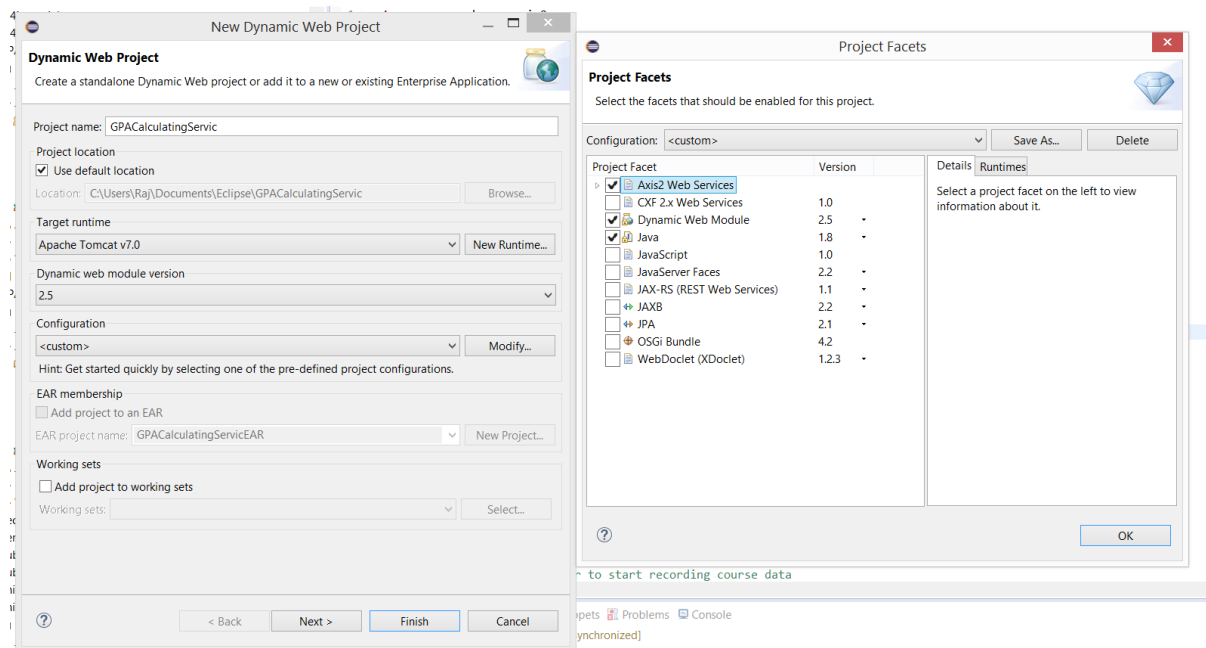 New Dynamic Web Project
Dynamic Web Project
Create a standalone Dynamic Web project or add it to a new or existing Enterprise Application.
Project name: GPACalculatingServic
Project location
Use default location
Location: C:\Users\Raj\Documents\Eclipse\GPACalculatingServic Browse...
Target runtime
Apache Tomcat v7.0 New Runtime...
Dynamic web module version
2.5
Configuration
<custom> Modify...
Hint: Get started quickly by selecting one of the pre-defined project configurations.
EAR membership
Add project to an EAR
EAR project name: GPACalculatingServicEAR New Project...
Working sets
Add project to working sets
Working sets: Select...
< Back Next > Finish Cancel
Project Facets
Project Facets
Select the facets that should be enabled for this project.
Configuration: <custom> Save As... Delete
Project Facet Version
Axis2 Web Services
CXF 2.x Web Services 1.0
Dynamic Web Module 2.5
Java 1.8
JavaScript 1.0
JavaServer Faces 2.2
JAX-RS (REST Web Services) 1.1
JAXB 2.2
JPA 2.1
OSGi Bundle 4.2
WebDoclet (XDoclet) 1.2.3
Details Runtimes
Select a project facet on the left to view
information about it.
OK
to start recording course data
Problems Console